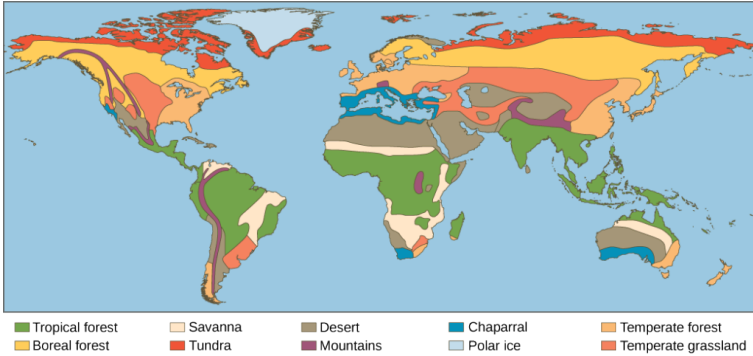 Tropical forest Savanna Desert Chaparral Temperate forest
Boreal forest Tundra Mountains Polar ice Temperate grassland